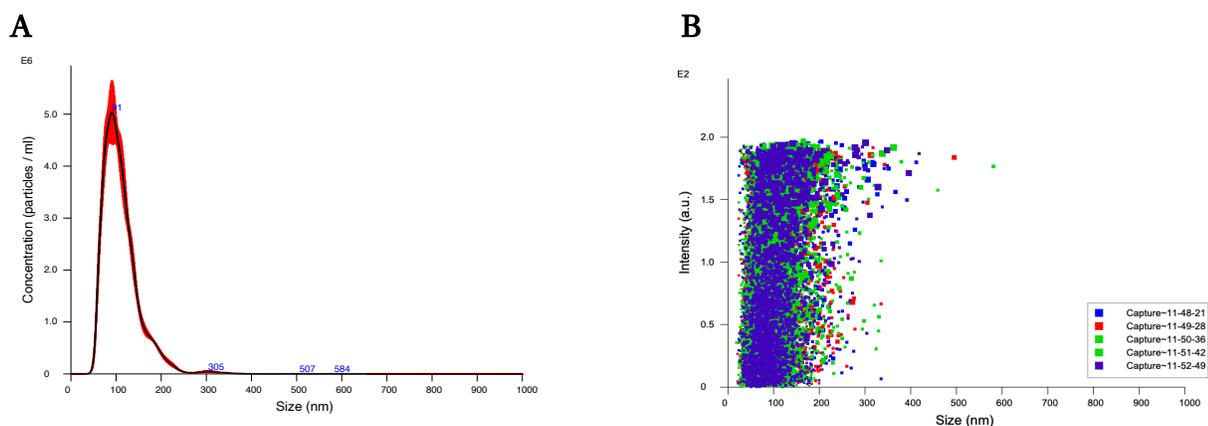 A
E6
Concentration (particles / ml)
5.0
4.0
3.0
2.0
1.0
0
91
305
507
584
0 100 200 300 400 500 600 700 800 900 1000
Size (nm)
B
E2
Intensity (a.u.)
2.0
1.5
1.0
0.5
0
Capture~11-48-21
Capture~11-49-28
Capture~11-50-36
Capture~11-51-42
Capture~11-52-49
0 100 200 300 400 500 600 700 800 900 1000
Size (nm)